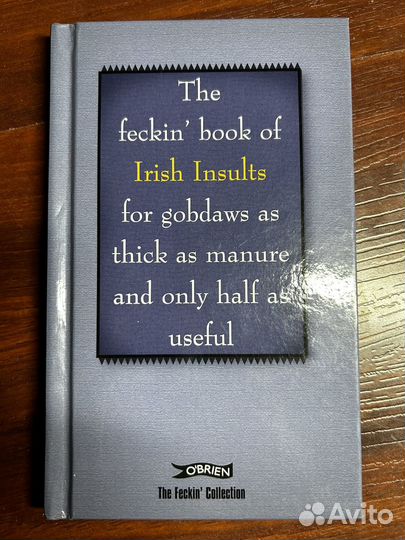 The
feckin' book of
Irish Insults
for gobdaws as
thick as manure
and only half as
useful
O'BRIEN
The Feckin' Collection
Avito